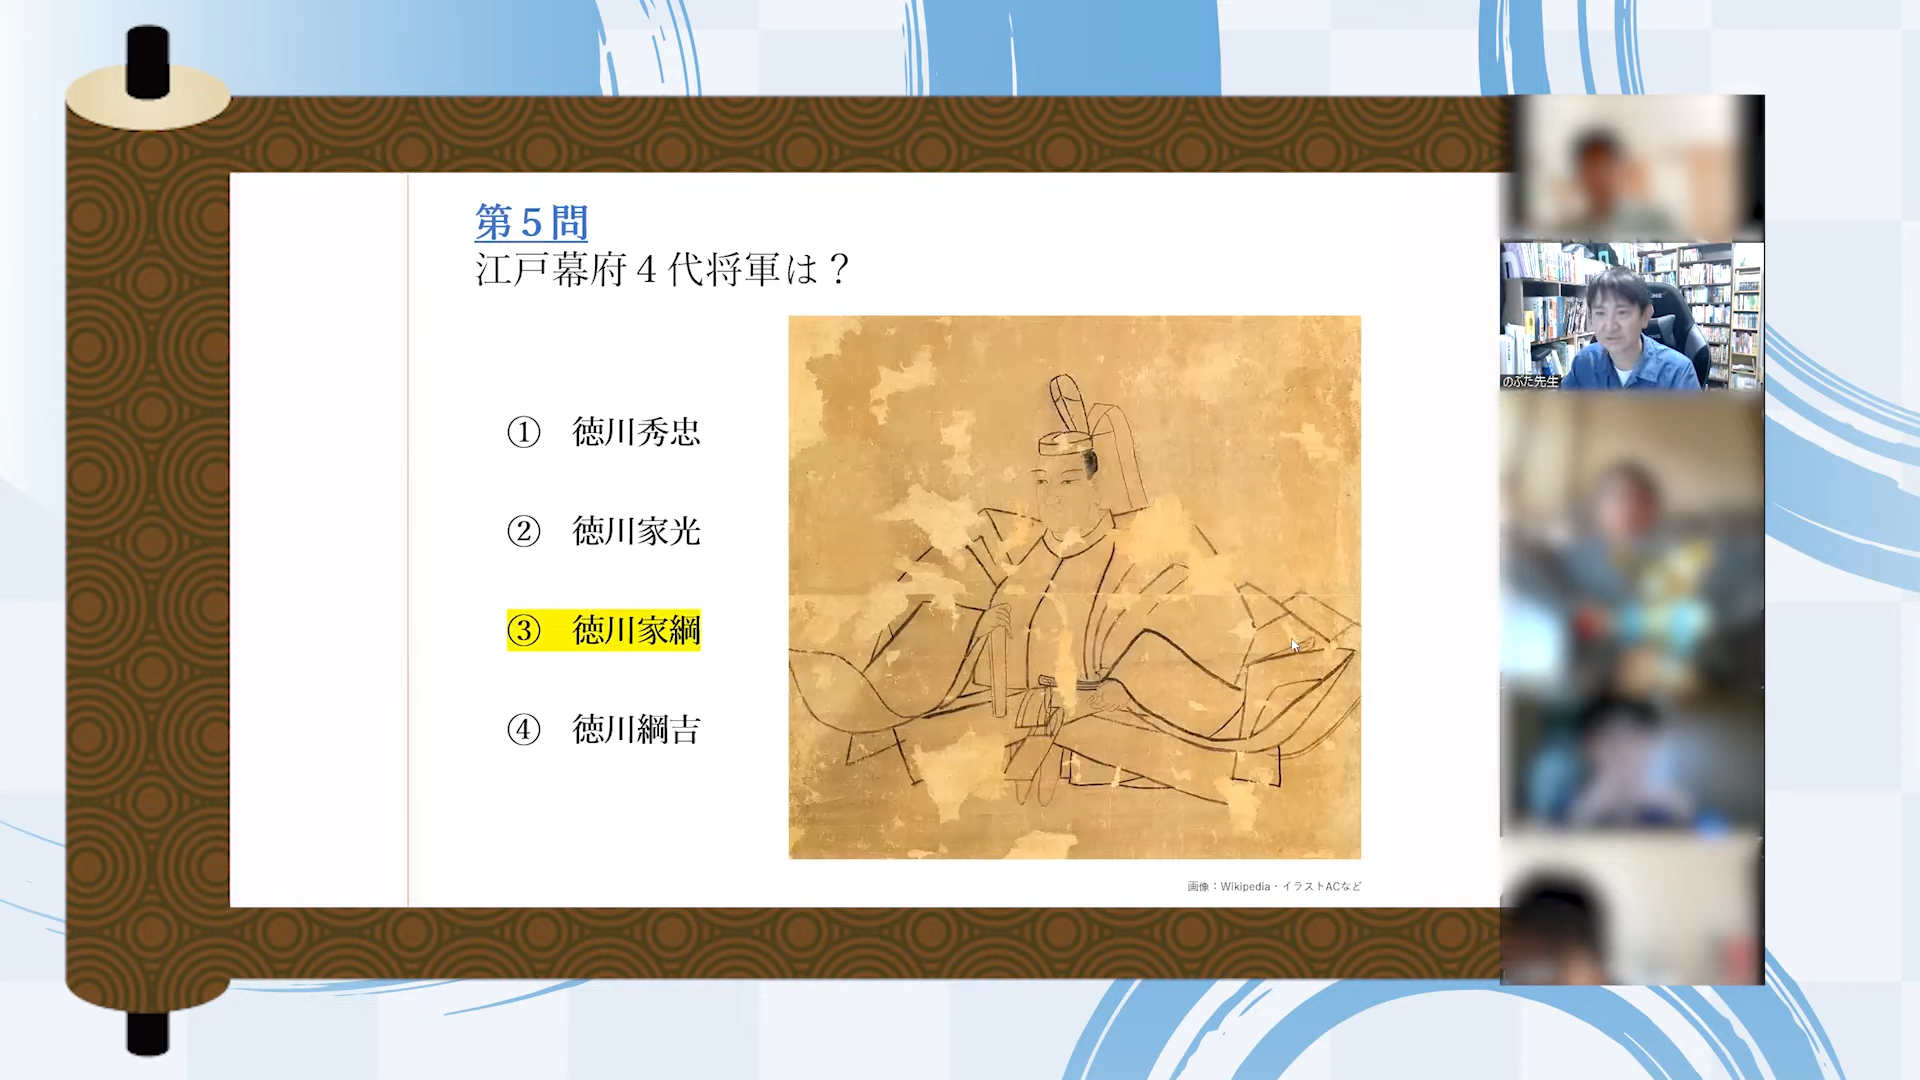 第５問
江戸幕府４代将軍は？
① 徳川秀忠
② 徳川家光
③ 徳川家綱
④ 徳川綱吉
画像：Wikipedia・イラストACなど
のぶた先生